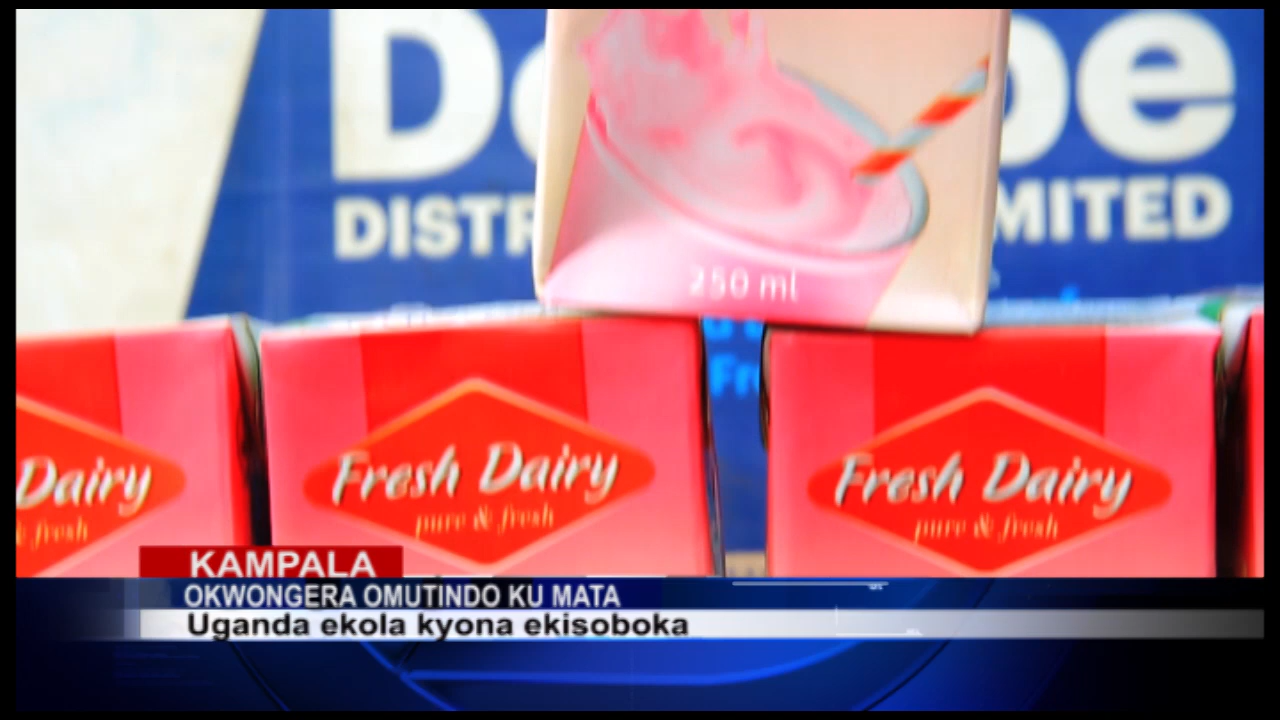 DISTR MITED
250 ml
Dairy
fresh
Fresh Dairy
pure & fresh
Fresh Dairy
pure & fresh
KAMPALA
OKWONGERA OMUTINDO KU MATA
Uganda ekola kyona ekisoboka